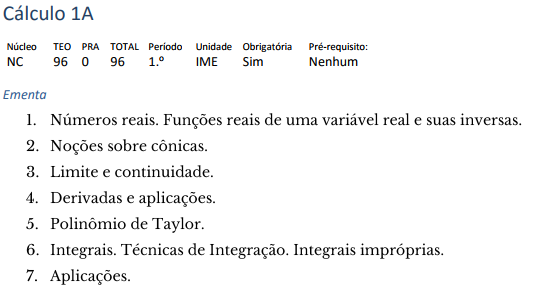 Cálculo 1A
Núcleo TEO PRA TOTAL Período Unidade Obrigatória Pré-requisito:
NC 96 0 96 1.º IME Sim Nenhum
Ementa
1. Números reais. Funções reais de uma variável real e suas inversas.
2. Noções sobre cônicas.
3. Limite e continuidade.
4. Derivadas e aplicações.
5. Polinômio de Taylor.
6. Integrais. Técnicas de Integração. Integrais impróprias.
7. Aplicações.